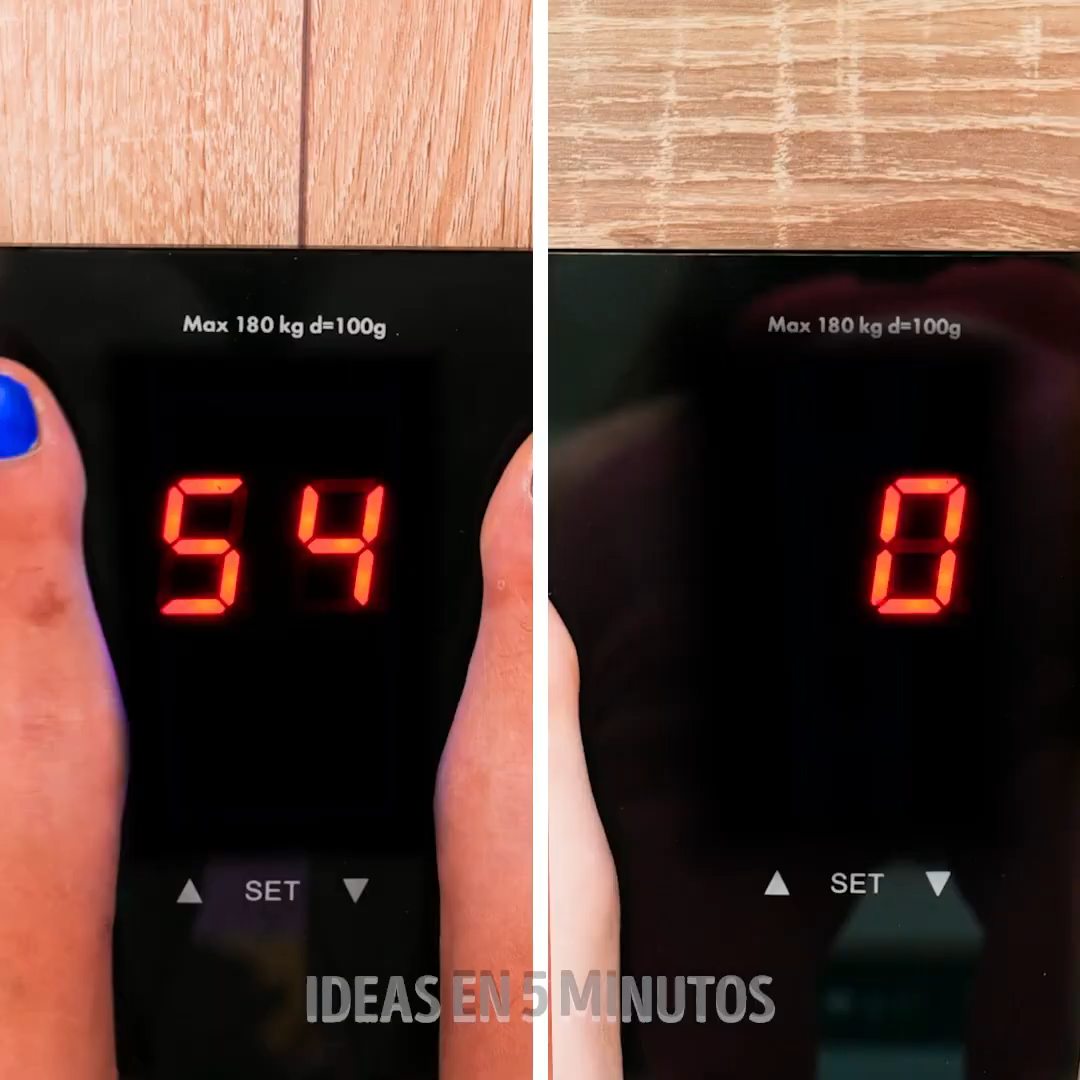 Max 180 kg d=100g
54
SET
Max 180 kg d=100g
0
SET
IDEAS EN 5 MINUTOS